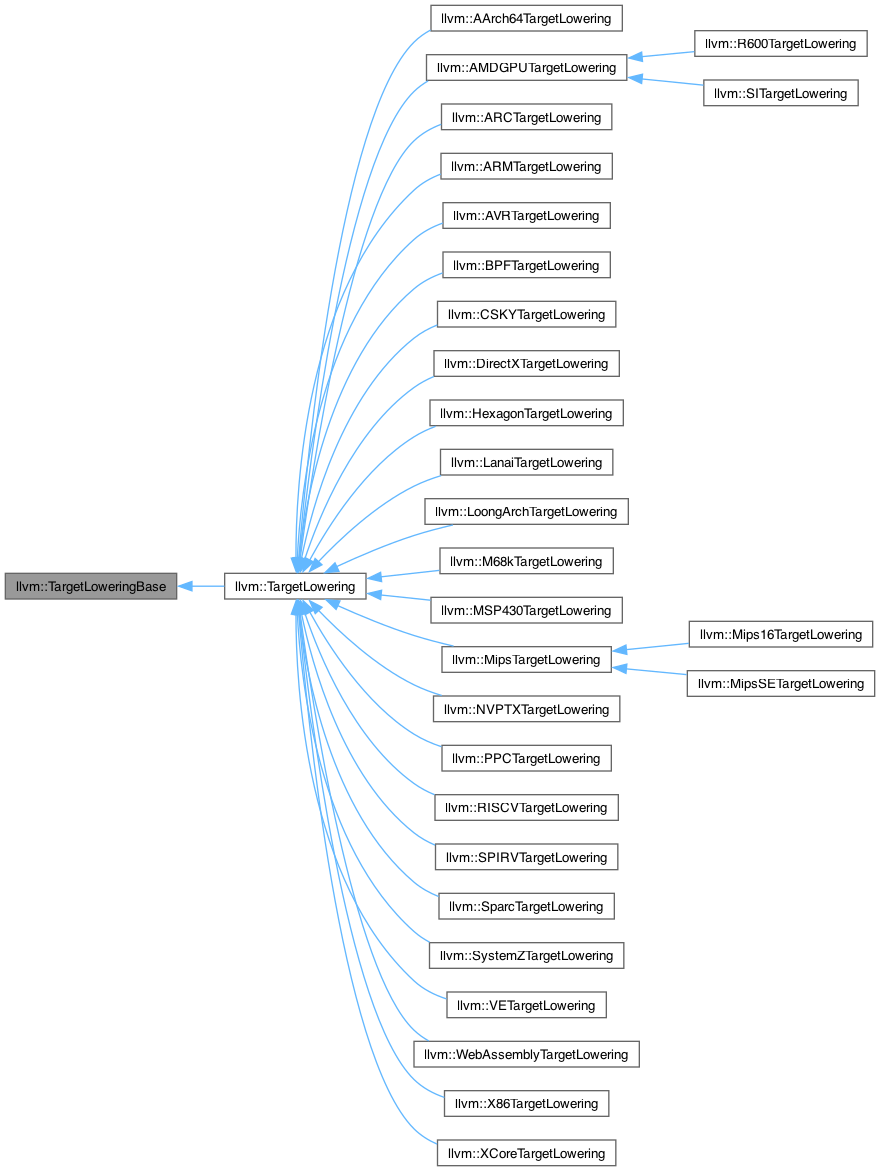 llvm::TargetLoweringBase
llvm::TargetLowering
llvm::AArch64TargetLowering
llvm::AMDGPUTargetLowering
llvm::R600TargetLowering
llvm::SITargetLowering
llvm::ARCTargetLowering
llvm::ARMTargetLowering
llvm::AVRTargetLowering
llvm::BPFTargetLowering
llvm::CSKYTargetLowering
llvm::DirectXTargetLowering
llvm::HexagonTargetLowering
llvm::LanaiTargetLowering
llvm::LoongArchTargetLowering
llvm::M68kTargetLowering
llvm::MSP430TargetLowering
llvm::MipsTargetLowering
llvm::Mips16TargetLowering
llvm::MipsSETargetLowering
llvm::NVPTXTargetLowering
llvm::PPCTargetLowering
llvm::RISCVTargetLowering
llvm::SPIRVTargetLowering
llvm::SparcTargetLowering
llvm::SystemZTargetLowering
llvm::VETargetLowering
llvm::WebAssemblyTargetLowering
llvm::X86TargetLowering
llvm::XCoreTargetLowering